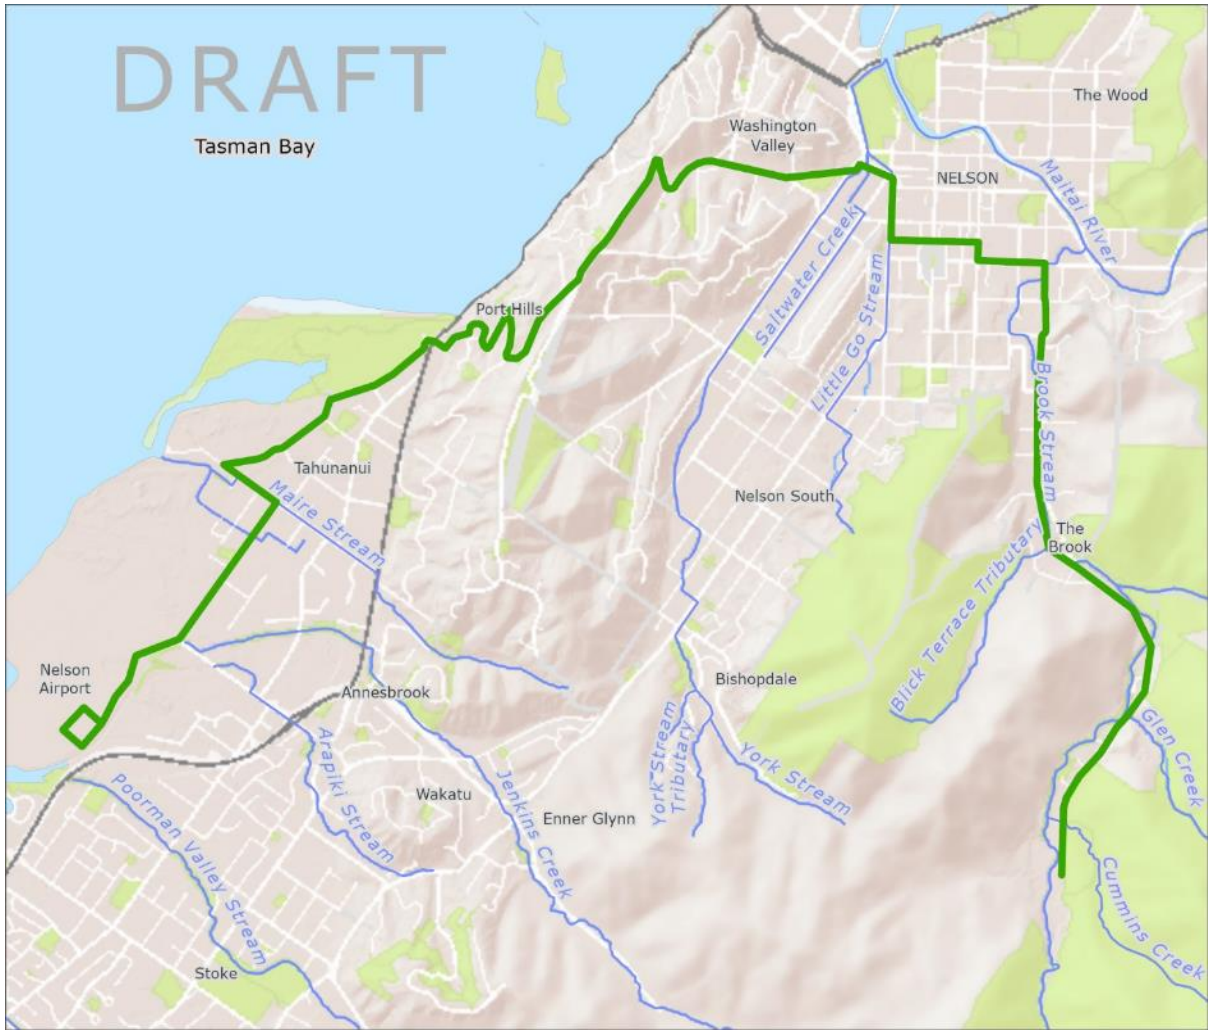 DRAFT
Tasman Bay
The Wood
Washington
Valley
NELSON
Maitai River
Saltwater Creek
Little Go Stream
Port Hills
Brook Stream
Tahunanui
Maire Stream
Nelson South
The
Brook
Blick Terrace Tributary
Nelson
Airport
Annesbrook
Bishopdale
Glen Creek
Arapiki Stream
Jenkins Creek
York Stream
Tributary
York Stream
Poorman Valley Stream
Wakatu
Enner Glynn
Cummins Creek
Stoke